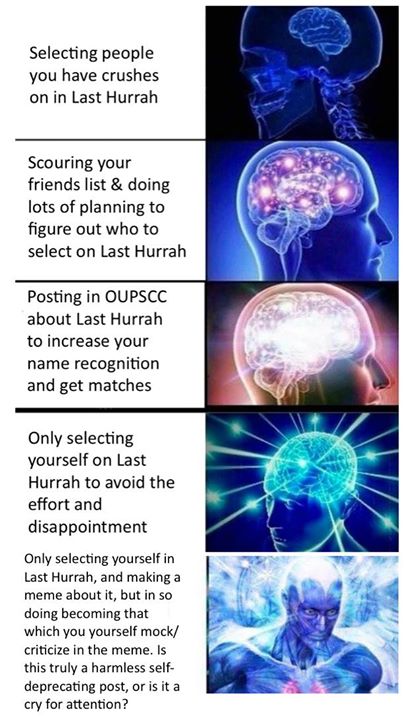 Selecting people
you have crushes
on in Last Hurrah
Scouring your
friends list & doing
lots of planning to
figure out who to
select on Last Hurrah
Posting in OUPSCC
about Last Hurrah
to increase your
name recognition
and get matches
Only selecting
yourself on Last
Hurrah to avoid the
effort and
disappointment
Only selecting yourself in
Last Hurrah, and making a
meme about it, but in so
doing becoming that
which you yourself mock/
criticize in the meme. Is
this truly a harmless self-
deprecating post, or is it a
cry for attention?